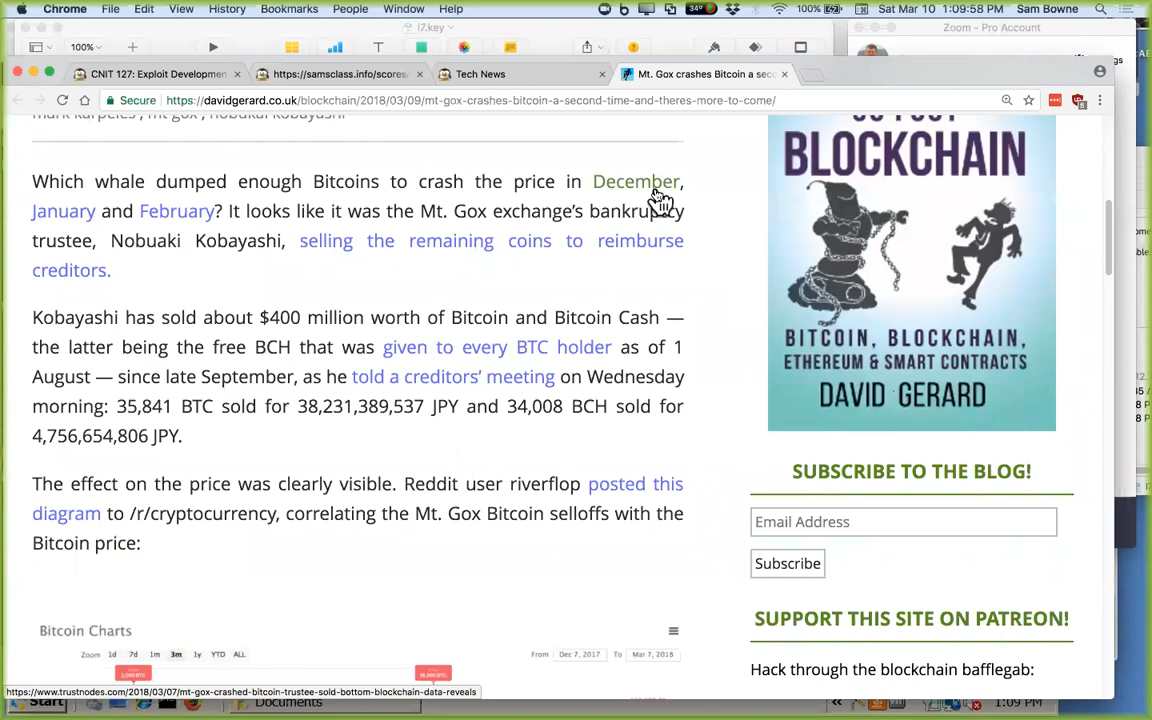 Chrome File Edit View History Bookmarks People Window Help
34° 100% Sat Mar 10 1:09:58 PM Sam Bowne
i7.key
Zoom - Pro Account
100%
CNIT 127: Exploit Developmen
https://samsclass.info/scores.
Tech News
Mt. Gox crashes Bitcoin a sec
Secure https://davidgerard.co.uk/blockchain/2018/03/09/mt-gox-crashes-bitcoin-a-second-time-and-theres-more-to-come/
6
mark karpeles , mt gox , nobukai kobayashi
Which whale dumped enough Bitcoins to crash the price in December,
January and February? It looks like it was the Mt. Gox exchange’s bankruptcy
trustee, Nobuaki Kobayashi, selling the remaining coins to reimburse
creditors.
Kobayashi has sold about $400 million worth of Bitcoin and Bitcoin Cash —
the latter being the free BCH that was given to every BTC holder as of 1
August — since late September, as he told a creditors’ meeting on Wednesday
morning: 35,841 BTC sold for 38,231,389,537 JPY and 34,008 BCH sold for
4,756,654,806 JPY.
The effect on the price was clearly visible. Reddit user riverflop posted this
diagram to /r/cryptocurrency, correlating the Mt. Gox Bitcoin selloffs with the
Bitcoin price:
Bitcoin Charts
Zoom 1d 7d 1m 3m 1y YTD ALL
From Dec 7, 2017 To Mar 7, 2018
BLOCKCHAIN
BITCOIN, BLOCKCHAIN,
ETHEREUM & SMART CONTRACTS
DAVID GERARD
SUBSCRIBE TO THE BLOG!
Email Address
Subscribe
SUPPORT THIS SITE ON PATREON!
Hack through the blockchain bafflegab:
https://www.trustnodes.com/2018/03/07/mt-gox-crashed-bitcoin-trustee-sold-bottom-blockchain-data-reveals
Start
Documents
1:09 PM